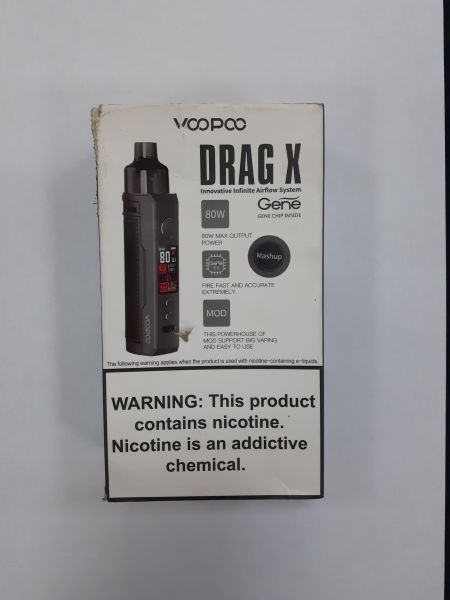 VOOPOO
DRAG X
Innovative Infinite Airflow System
Gene
GENE CHIP INSIDE
80W
80W MAX OUTPUT
POWER
Mashup
FIRE FAST AND ACCURATE
EXTREMELY
MOD
THIS POWERHOUSE OF
MOD SUPPORT BIG VAPING
AND EASY TO USE
80
VOOPOO
The following warning applies when the product is used with nicotine-containing e-liquids.
WARNING: This product
contains nicotine.
Nicotine is an addictive
chemical.